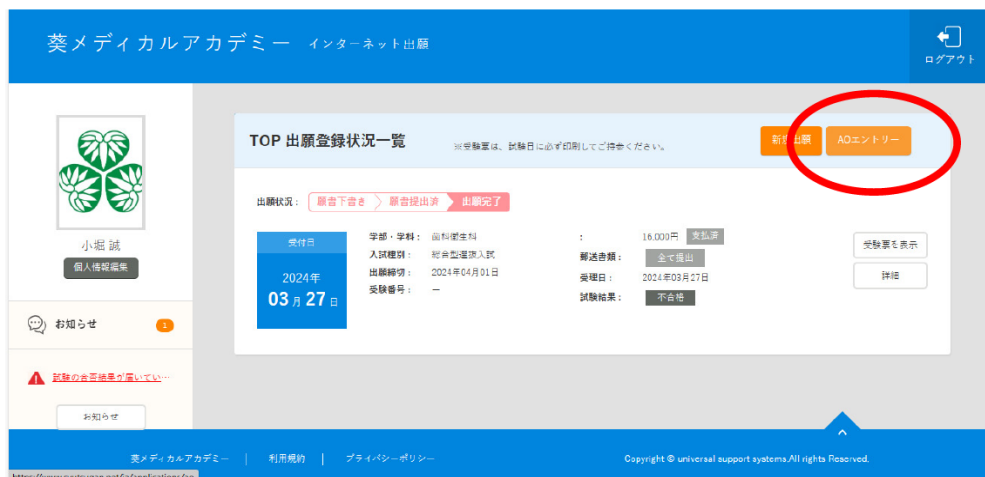 葵メディカルアカデミー インターネット出願
ログアウト
TOP 出願登録状況一覧
※受験票は、試験日に必ず印刷してご持参ください。
新規出願
AOエントリー
出願状況：
願書下書き
願書提出済
出願完了
受付日
2024年
03月27日
学部・学科： 歯科衛生科
入試種別： 総合型選抜入試
出願締切： 2024年04月01日
受験番号： －
： 16,000円 支払済
郵送書類： 全て提出
受理日： 2024年03月27日
試験結果： 不合格
受験票を表示
詳細
小堀 誠
個人情報編集
お知らせ 1
試験の合否結果が届いてい…
お知らせ
葵メディカルアカデミー | 利用規約 | プライバシーポリシー
Copyright © universal support systems.All rights Reserved.